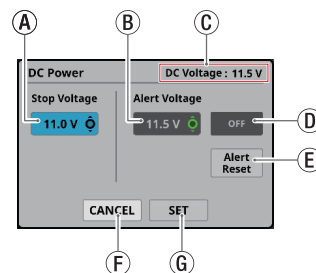 A
B
C
DC Power
DC Voltage : 11.5 V
Stop Voltage
Alert Voltage
11.0 V
11.5 V
OFF
D
Alert
Reset
E
CANCEL
SET
F
G